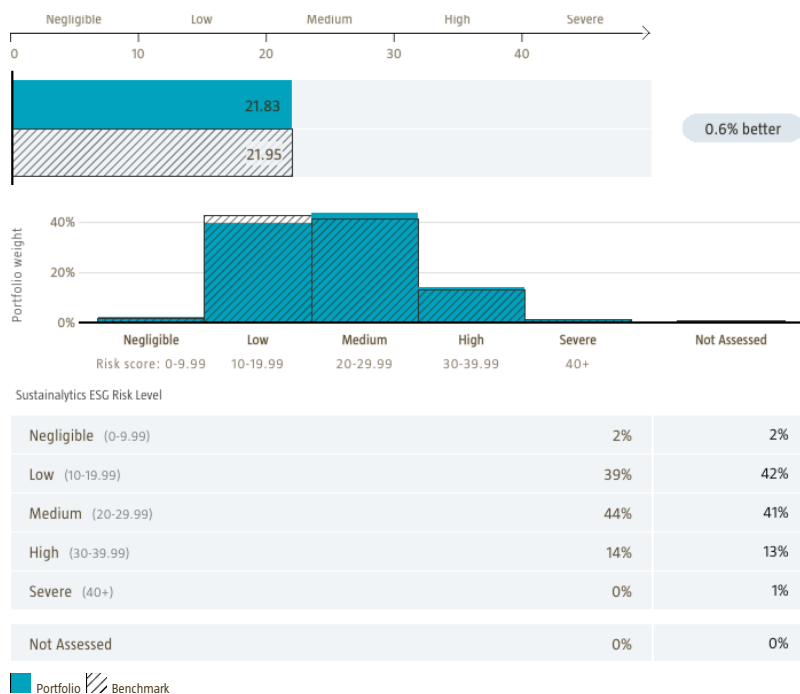 Negligible Low Medium High Severe
0 10 20 30 40
21.83
0.6% better
21.95
Portfolio weight
40%
20%
0%
Negligible Low Medium High Severe Not Assessed
Risk score: 0-9.99 10-19.99 20-29.99 30-39.99 40+
Sustainalytics ESG Risk Level
Negligible (0-9.99) 2% 2%
Low (10-19.99) 39% 42%
Medium (20-29.99) 44% 41%
High (30-39.99) 14% 13%
Severe (40+) 0% 1%
Not Assessed 0% 0%
Portfolio Benchmark